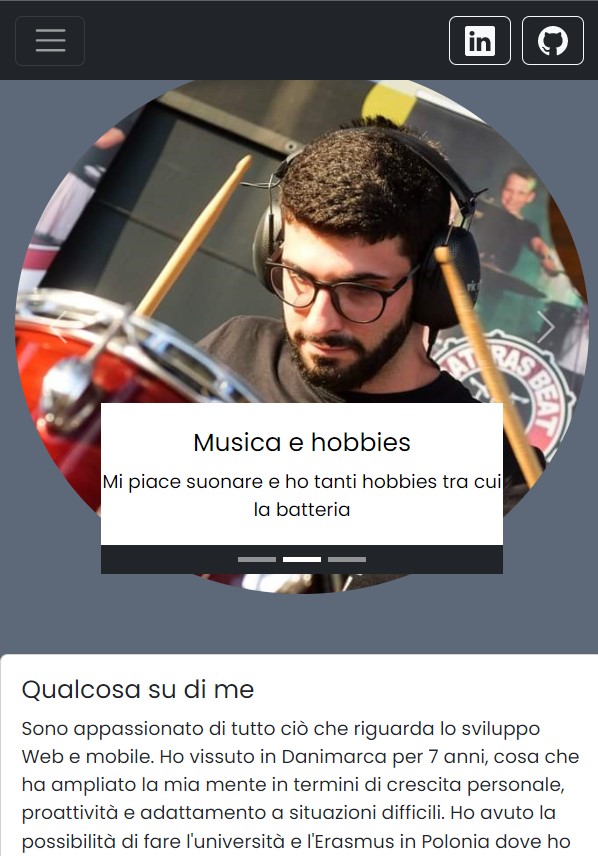 in
ATERAS BEAT
Musica e hobbies
Mi piace suonare e ho tanti hobbies tra cui
la batteria
Qualcosa su di me
Sono appassionato di tutto ciò che riguarda lo sviluppo
Web e mobile. Ho vissuto in Danimarca per 7 anni, cosa che
ha ampliato la mia mente in termini di crescita personale,
proattività e adattamento a situazioni difficili. Ho avuto la
possibilità di fare l'università e l'Erasmus in Polonia dove ho